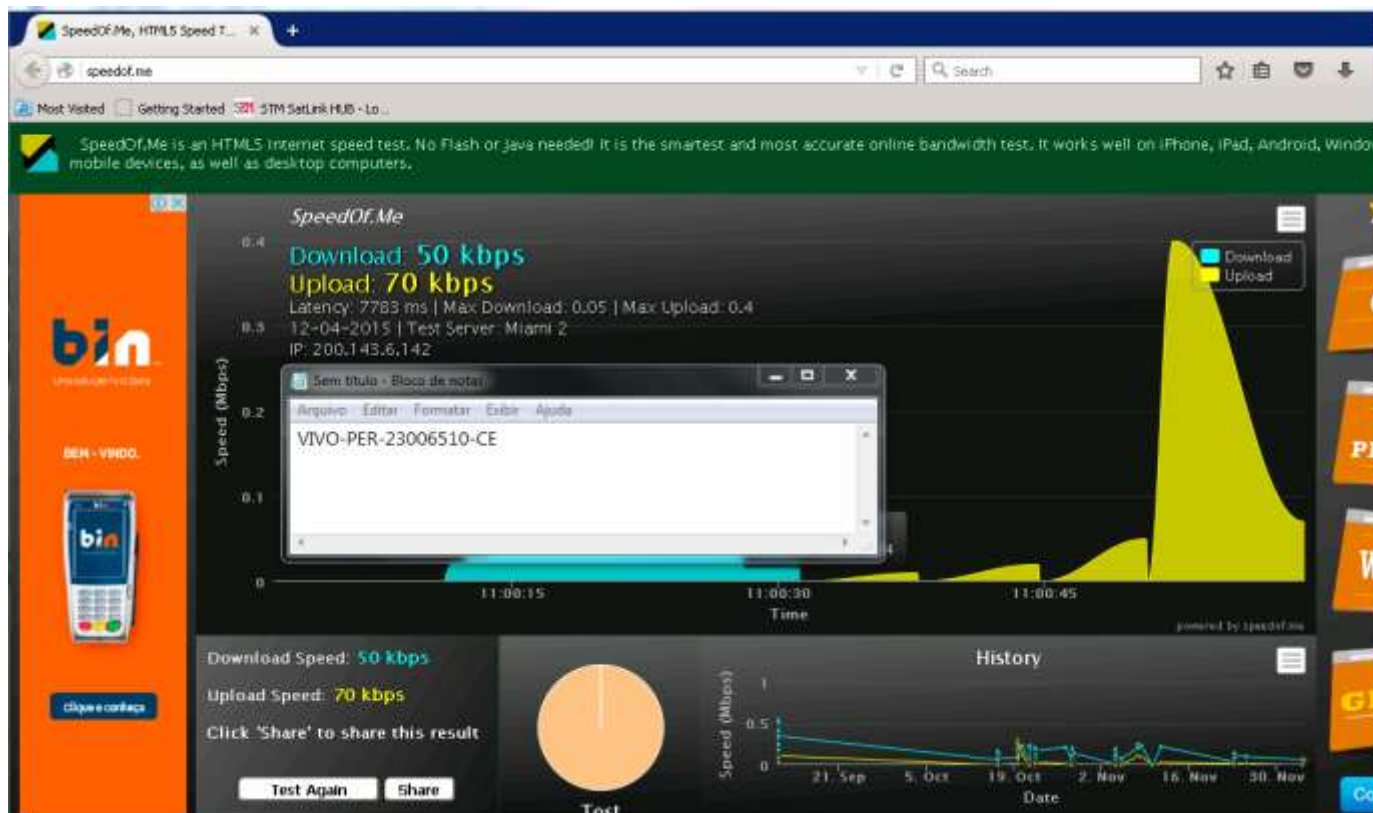 SpeedOf.Me, HTML5 Speed T...
speedof.me
Search
Most Visited Getting Started STM SatLink HUB - Lo...
SpeedOf.Me is an HTML5 Internet speed test. No Flash or Java needed! It is the smartest and most accurate online bandwidth test. It works well on iPhone, iPad, Android, Window
mobile devices, as well as desktop computers.
SpeedOf.Me
Download: 50 kbps
Upload: 70 kbps
Latency: 7783 ms | Max Download: 0.05 | Max Upload: 0.4
12-04-2015 | Test Server: Miami 2
IP: 200.143.6.142
Download
Upload
0.4
0.3
0.2
0.1
0
Speed (Mbps)
Sem título - Bloco de notas
Arquivo Editar Formatar Exibir Ajuda
VIVO-PER-23006510-CE
11:00:15 11:00:30 11:00:45
Time
powered by speedof.me
bin
BEM-VINDO.
bin
Clique e conheça
Download Speed: 50 kbps
Upload Speed: 70 kbps
Click 'Share' to share this result
Test Again Share
Test
History
Speed (Mbps)
1
0.5
0
21. Sep 5. Oct 19. Oct 2. Nov 16. Nov 30. Nov
Date